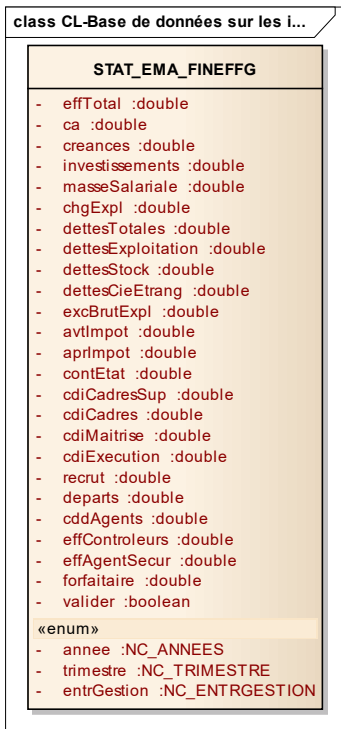 class CL-Base de données sur les i...
STAT_EMA_FINEFFG
- effTotal :double
- ca :double
- creances :double
- investissements :double
- masseSalariale :double
- chgExpl :double
- dettesTotales :double
- dettesExploitation :double
- dettesStock :double
- dettesCieEtrang :double
- excBrutExpl :double
- avtImpot :double
- aprImpot :double
- contEtat :double
- cdiCadresSup :double
- cdiCadres :double
- cdiMaitrise :double
- cdiExecution :double
- recrut :double
- departs :double
- cddAgents :double
- effControleurs :double
- effAgentSecur :double
- forfaitaire :double
- valider :boolean
«enum»
- annee :NC_ANNEES
- trimestre :NC_TRIMESTRE
- entrGestion :NC_ENTRGESTION